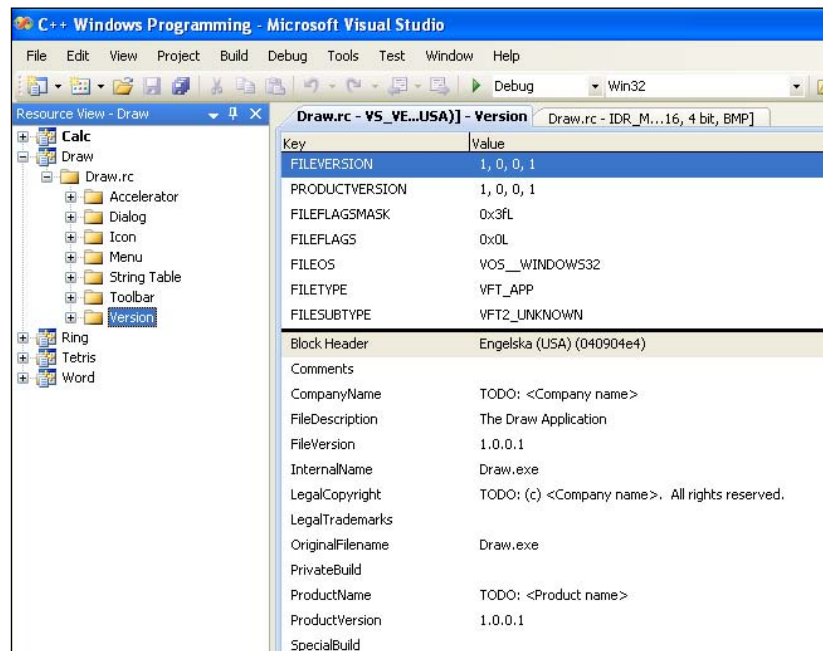 C++ Windows Programming - Microsoft Visual Studio
File Edit View Project Build Debug Tools Test Window Help
Debug Win32
Resource View - Draw
Draw.rc - VS_VE...USA)] - Version Draw.rc - IDR_M...16, 4 bit, BMP]
Calc
Draw
Draw.rc
Accelerator
Dialog
Icon
Menu
String Table
Toolbar
Version
Ring
Tetris
Word
Key Value
FILEVERSION 1, 0, 0, 1
PRODUCTVERSION 1, 0, 0, 1
FILEFLAGSMASK 0x3fL
FILEFLAGS 0x0L
FILEOS VOS__WINDOWS32
FILETYPE VFT_APP
FILESUBTYPE VFT2_UNKNOWN
Block Header Engelska (USA) (040904e4)
Comments
CompanyName TODO: <Company name>
FileDescription The Draw Application
FileVersion 1.0.0.1
InternalName Draw.exe
LegalCopyright TODO: (c) <Company name>. All rights reserved.
LegalTrademarks
OriginalFilename Draw.exe
PrivateBuild
ProductName TODO: <Product name>
ProductVersion 1.0.0.1
SpecialBuild